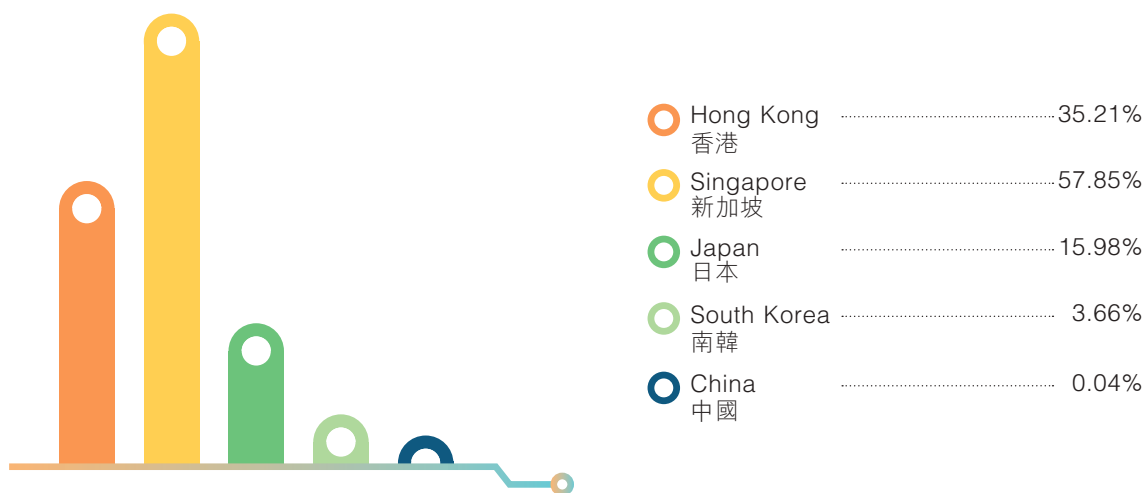 Hong Kong 35.21%
香港
Singapore 57.85%
新加坡
Japan 15.98%
日本
South Korea 3.66%
南韓
China 0.04%
中國